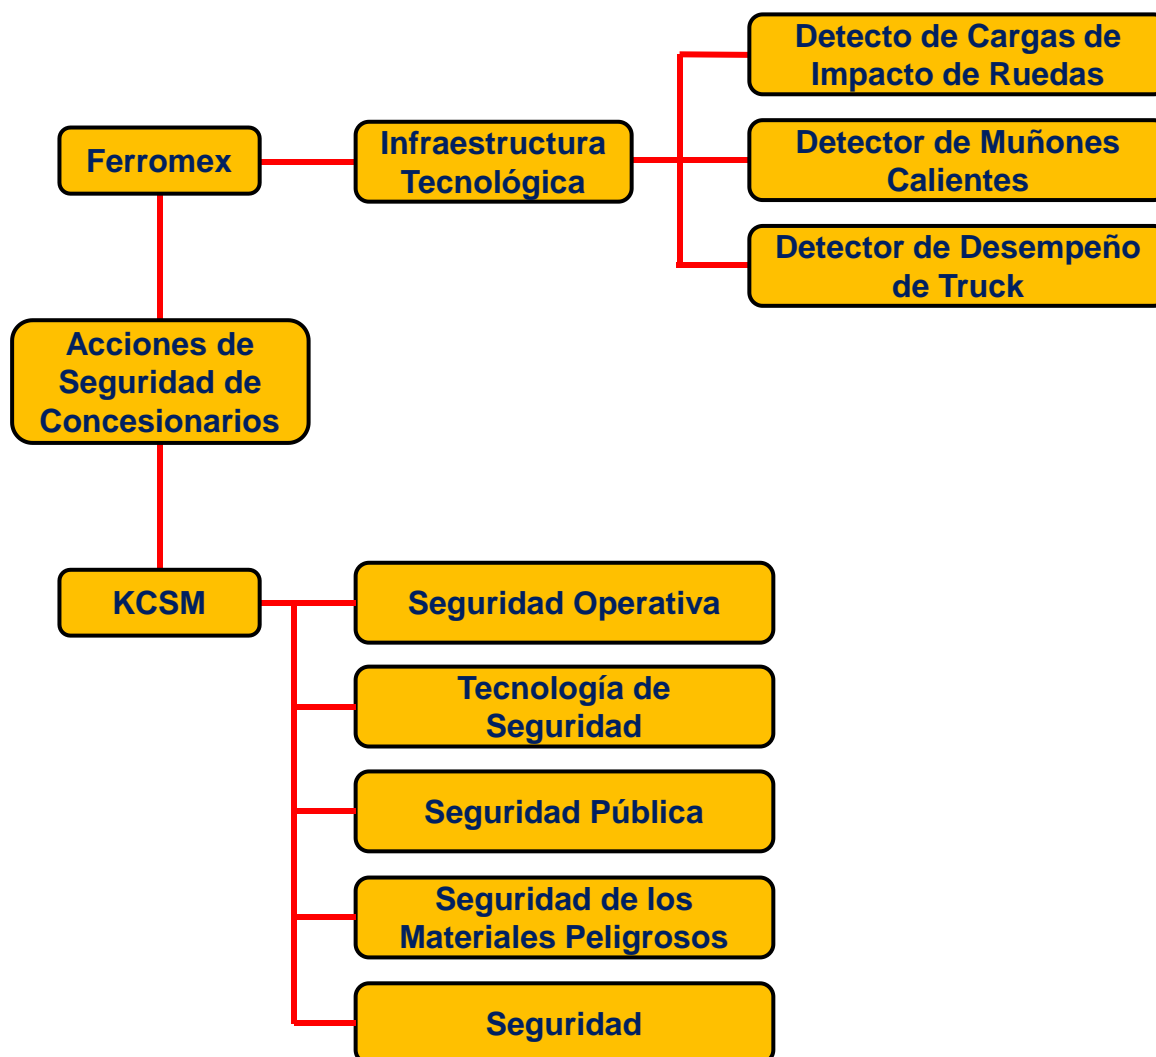 Detecto de Cargas de
Impacto de Ruedas
Ferromex
Infraestructura
Tecnológica
Detector de Muñones
Calientes
Detector de Desempeño
de Truck
Acciones de
Seguridad de
Concesionarios
KCSM
Seguridad Operativa
Tecnología de
Seguridad
Seguridad Pública
Seguridad de los
Materiales Peligrosos
Seguridad